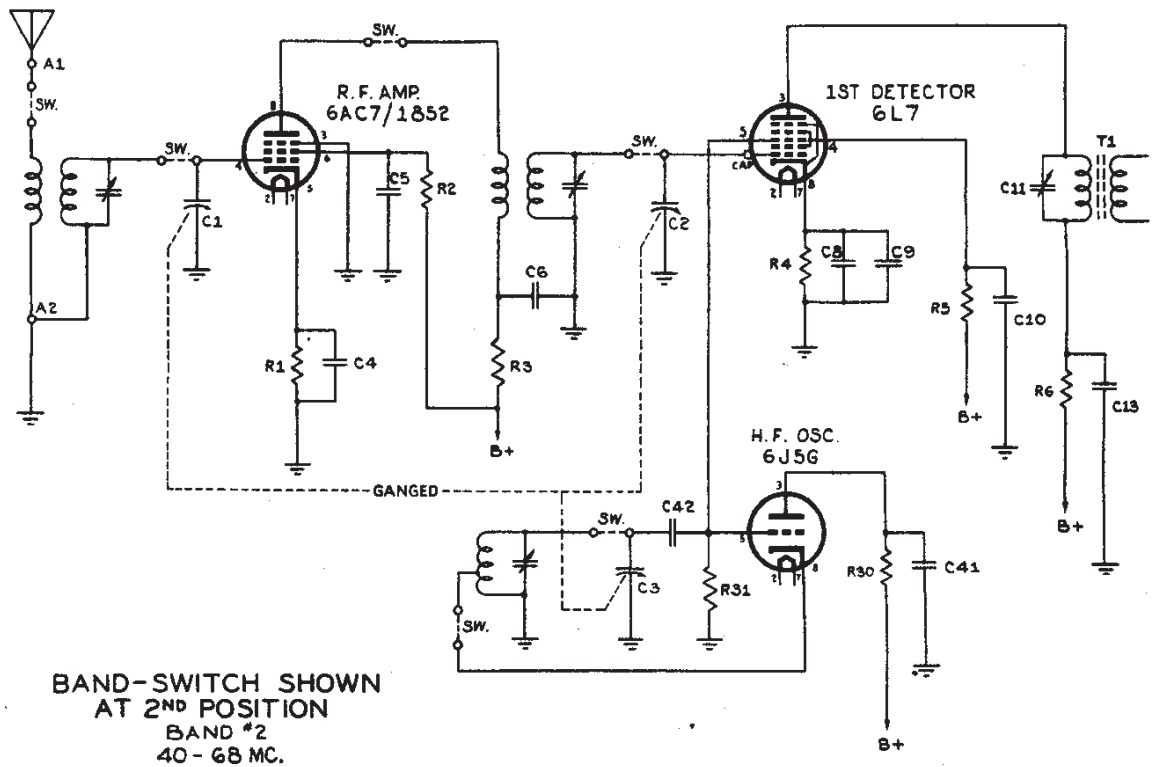 SW.
A1
SW.
R.F. AMP.
6AC7/1852
8
3
6
4
5
2
7
SW.
C1
C5
R2
A2
R1
C4
C6
R3
B+
SW.
C2
1ST DETECTOR
6L7
3
5
4
CAP
8
2
7
R4
C8
C9
R5
C10
B+
C11
T1
R6
C13
B+
GANGED
H.F. OSC.
6J5G
3
5
8
2
7
C42
SW.
C3
R31
R30
C41
B+
SW.
BAND-SWITCH SHOWN
AT 2ND POSITION
BAND #2
40-68 MC.